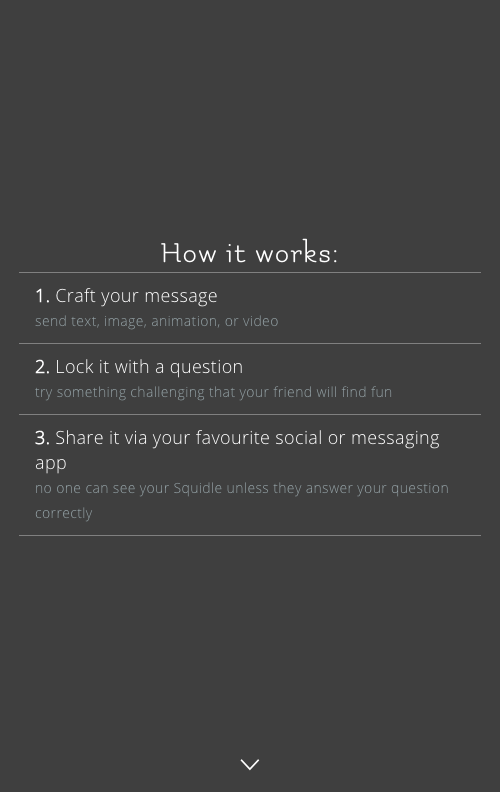 How it works:
1. Craft your message
send text, image, animation, or video
2. Lock it with a question
try something challenging that your friend will find fun
3. Share it via your favourite social or messaging
app
no one can see your Squidle unless they answer your question
correctly